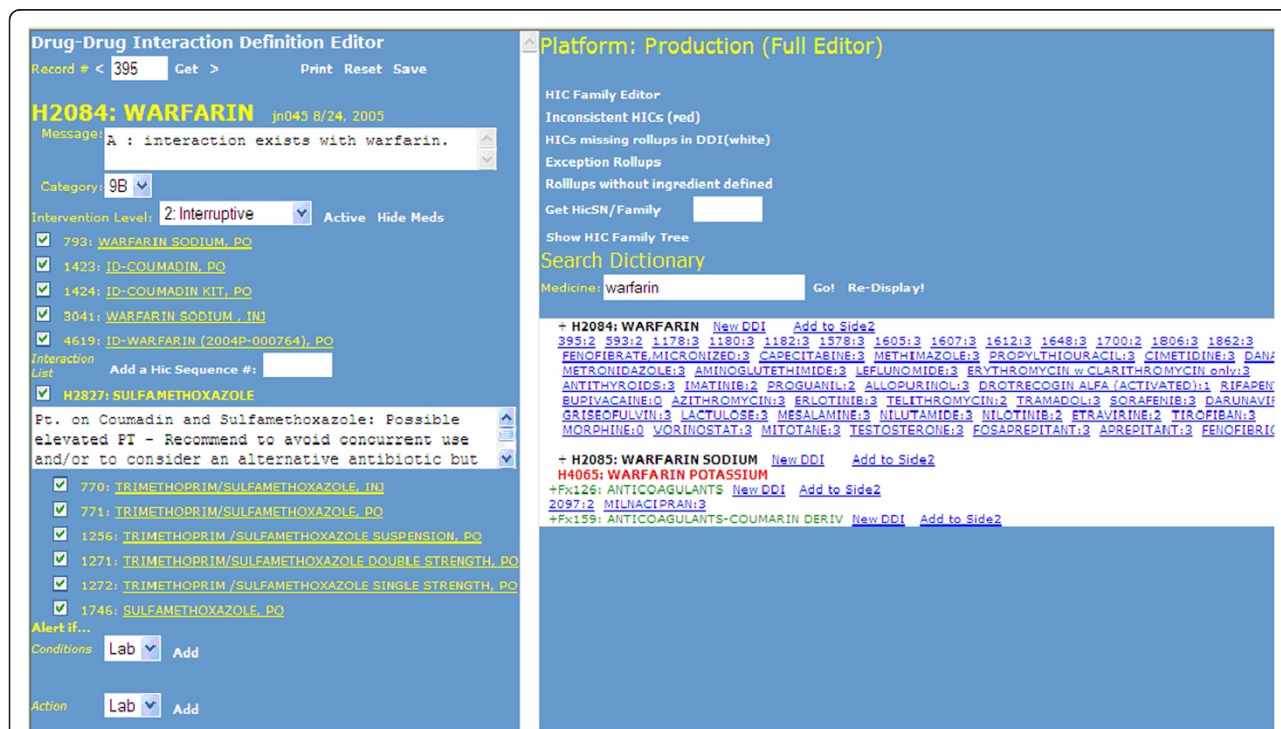 Drug-Drug Interaction Definition Editor
Record # < 395 Get > Print Reset Save
H2084: WARFARIN jn045 8/24, 2005
Message: A : interaction exists with warfarin.
Category: 9B
Intervention Level: 2: Interruptive Active Hide Meds
793: WARFARIN SODIUM, PO
1423: ID-COUMADIN, PO
1424: ID-COUMADIN KIT, PO
3041: WARFARIN SODIUM , INJ
4619: ID-WARFARIN (2004P-000764), PO
Interaction
List Add a Hic Sequence #:
H2827: SULFAMETHOXAZOLE
Pt. on Coumadin and Sulfamethoxazole: Possible
elevated PT - Recommend to avoid concurrent use
and/or to consider an alternative antibiotic but
770: TRIMETHOPRIM/SULFAMETHOXAZOLE, INJ
771: TRIMETHOPRIM/SULFAMETHOXAZOLE, PO
1256: TRIMETHOPRIM /SULFAMETHOXAZOLE SUSPENSION, PO
1271: TRIMETHOPRIM/SULFAMETHOXAZOLE DOUBLE STRENGTH, PO
1272: TRIMETHOPRIM /SULFAMETHOXAZOLE SINGLE STRENGTH, PO
1746: SULFAMETHOXAZOLE, PO
Alert if...
Conditions Lab Add
Action Lab Add
Platform: Production (Full Editor)
HIC Family Editor
Inconsistent HICs (red)
HICs missing rollups in DDI(white)
Exception Rollups
Rolllups without ingredient defined
Get HicSN/Family
Show HIC Family Tree
Search Dictionary
Medicine: warfarin Go! Re-Display!
+ H2084: WARFARIN New DDI Add to Side2
395:2 593:2 1178:3 1180:3 1182:3 1578:3 1605:3 1607:3 1612:3 1648:3 1700:2 1806:3 1862:3
FENOFIBRATE,MICRONIZED:3 CAPECITABINE:3 METHIMAZOLE:3 PROPYLTHIOURACIL:3 CIMETIDINE:3 DANA
METRONIDAZOLE:3 AMINOGLUTETHIMIDE:3 LEFLUNOMIDE:3 ERYTHROMYCIN w CLARITHROMYCIN only:3
ANTITHYROIDS:3 IMATINIB:2 PROGUANIL:2 ALLOPURINOL:3 DROTRECOGIN ALFA (ACTIVATED):1 RIFAPEN
BUPIVACAINE:0 AZITHROMYCIN:3 ERLOTINIB:3 TELITHROMYCIN:2 TRAMADOL:3 SORAFENIB:3 DARUNAVIR
GRISEOFULVIN:3 LACTULOSE:3 MESALAMINE:3 NILUTAMIDE:3 NILOTINIB:2 ETRAVIRINE:2 TIROFIBAN:3
MORPHINE:0 VORINOSTAT:3 MITOTANE:3 TESTOSTERONE:3 FOSAPREPITANT:3 APREPITANT:3 FENOFIBRIC
+ H2085: WARFARIN SODIUM New DDI Add to Side2
H4065: WARFARIN POTASSIUM
+Fx126: ANTICOAGULANTS New DDI Add to Side2
2097:2 MILNACIPRAN:3
+Fx159: ANTICOAGULANTS-COUMARIN DERIV New DDI Add to Side2